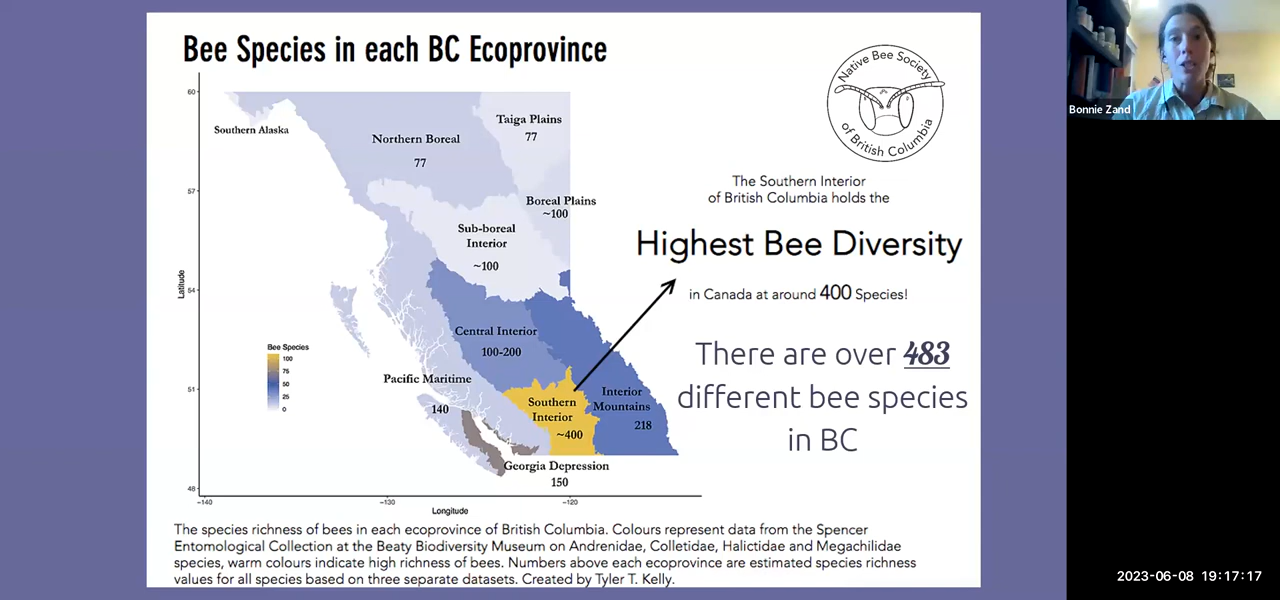 Bee Species in each BC Ecoprovince
Native Bee Society
of British Columbia
Bonnie Zand
60
57
54
51
48
Latitude
-140
-130
-120
Longitude
Southern Alaska
Northern Boreal
77
Taiga Plains
77
Boreal Plains
~100
Sub-boreal
Interior
~100
Central Interior
100-200
Pacific Maritime
140
Southern
Interior
~400
Interior
Mountains
218
Georgia Depression
150
Bee Species
100
75
50
25
0
The Southern Interior
of British Columbia holds the
Highest Bee Diversity
in Canada at around 400 Species!
There are over 483
different bee species
in BC
The species richness of bees in each ecoprovince of British Columbia. Colours represent data from the Spencer
Entomological Collection at the Beaty Biodiversity Museum on Andrenidae, Colletidae, Halictidae and Megachilidae
species, warm colours indicate high richness of bees. Numbers above each ecoprovince are estimated species richness
values for all species based on three separate datasets. Created by Tyler T. Kelly.
2023-06-08 19:17:17